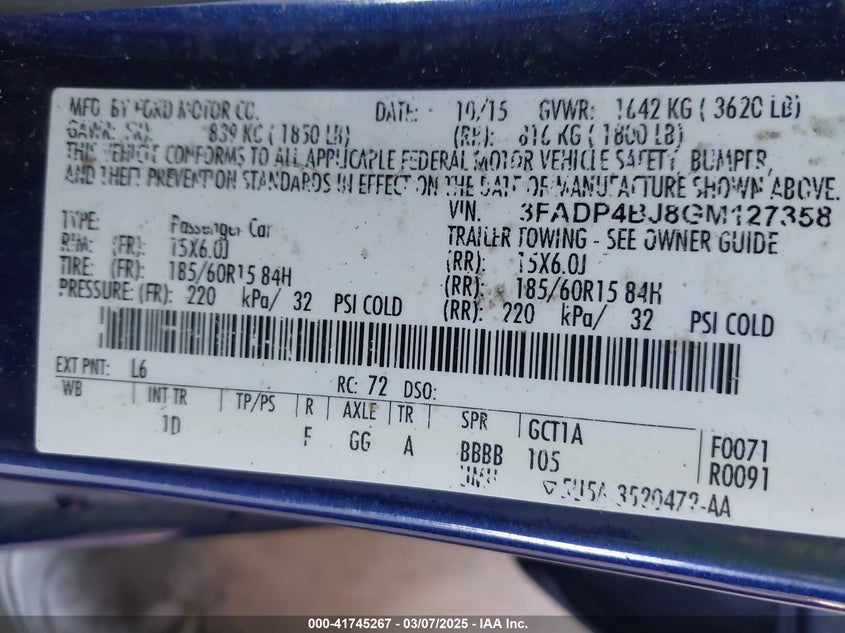 MFD. BY FORD MOTOR CO. DATE: 10/15 GVWR: 1642 KG ( 3620 LB)
GAWR: 839 KG ( 1850 LB) (RR): 816 KG ( 1800 LB)
THIS VEHICLE CONFORMS TO ALL APPLICABLE FEDERAL MOTOR VEHICLE SAFETY, BUMPER,
AND THEFT PREVENTION STANDARDS IN EFFECT ON THE DATE OF MANUFACTURE SHOWN ABOVE.
VIN: 3FADP4BJ8GM127358
TYPE: Passenger Car TRAILER TOWING - SEE OWNER GUIDE
RIM: (FR): 15X6.0J (RR): 15X6.0J
TIRE: (FR): 185/60R15 84H (RR): 185/60R15 84H
PRESSURE: (FR): 220 kPa/ 32 PSI COLD (RR): 220 kPa/ 32 PSI COLD
EXT PNT: L6 RC: 72 DSO:
WB INT TR TP/PS R AXLE TR SPR GCT1A F0071
1D F GG A BBBB 105 R0091
5U5A-3520472-AA
000-41745267 - 03/07/2025 - IAA Inc.